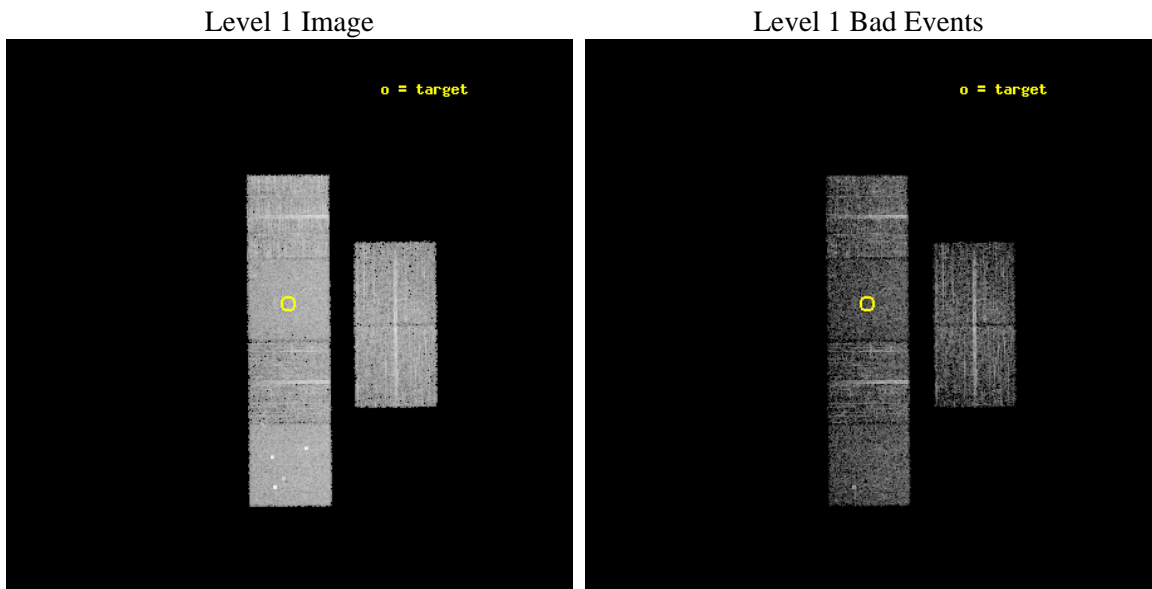 Level 1 Image
Level 1 Bad Events
o = target
o = target